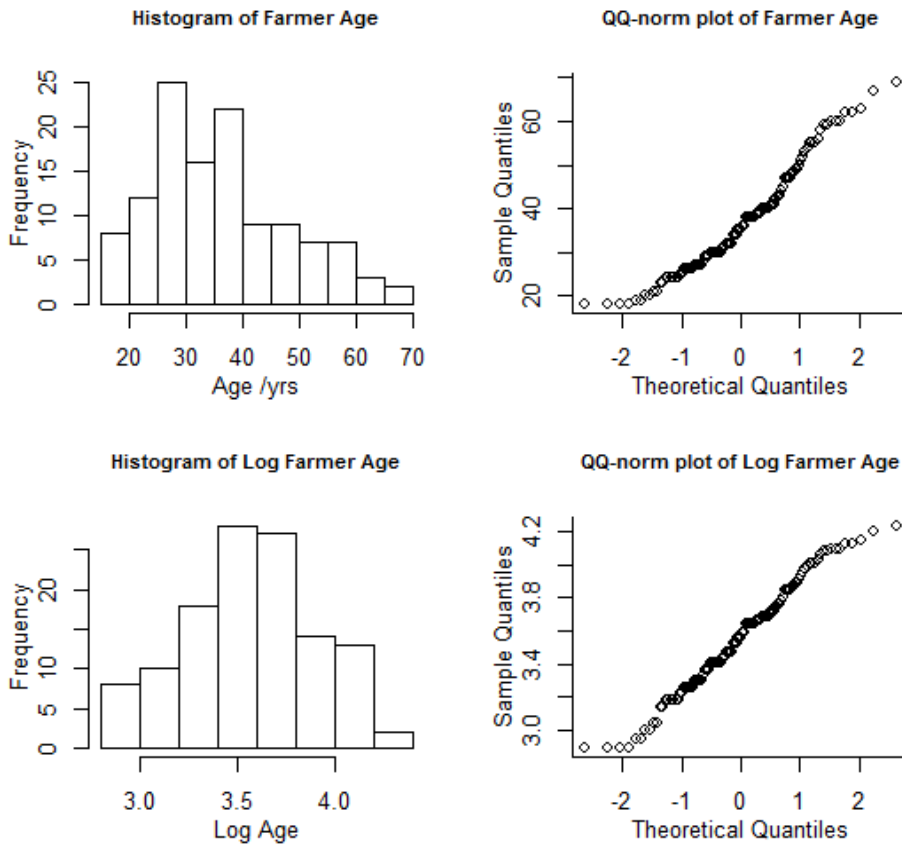 Histogram of Farmer Age
Frequency
0 5 10 15 20 25
20 30 40 50 60 70
Age /yrs
QQ-norm plot of Farmer Age
Sample Quantiles
20 40 60
-2 -1 0 1 2
Theoretical Quantiles
Histogram of Log Farmer Age
Frequency
0 5 10 20
3.0 3.5 4.0
Log Age
QQ-norm plot of Log Farmer Age
Sample Quantiles
3.0 3.4 3.8 4.2
-2 -1 0 1 2
Theoretical Quantiles